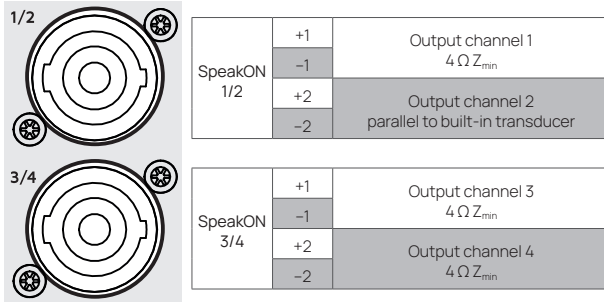 1/2
SpeakON
1/2
+1
–1
+2
–2
Output channel 1
4 Ω Zmin
Output channel 2
parallel to built-in transducer
3/4
SpeakON
3/4
+1
–1
+2
–2
Output channel 3
4 Ω Zmin
Output channel 4
4 Ω Zmin